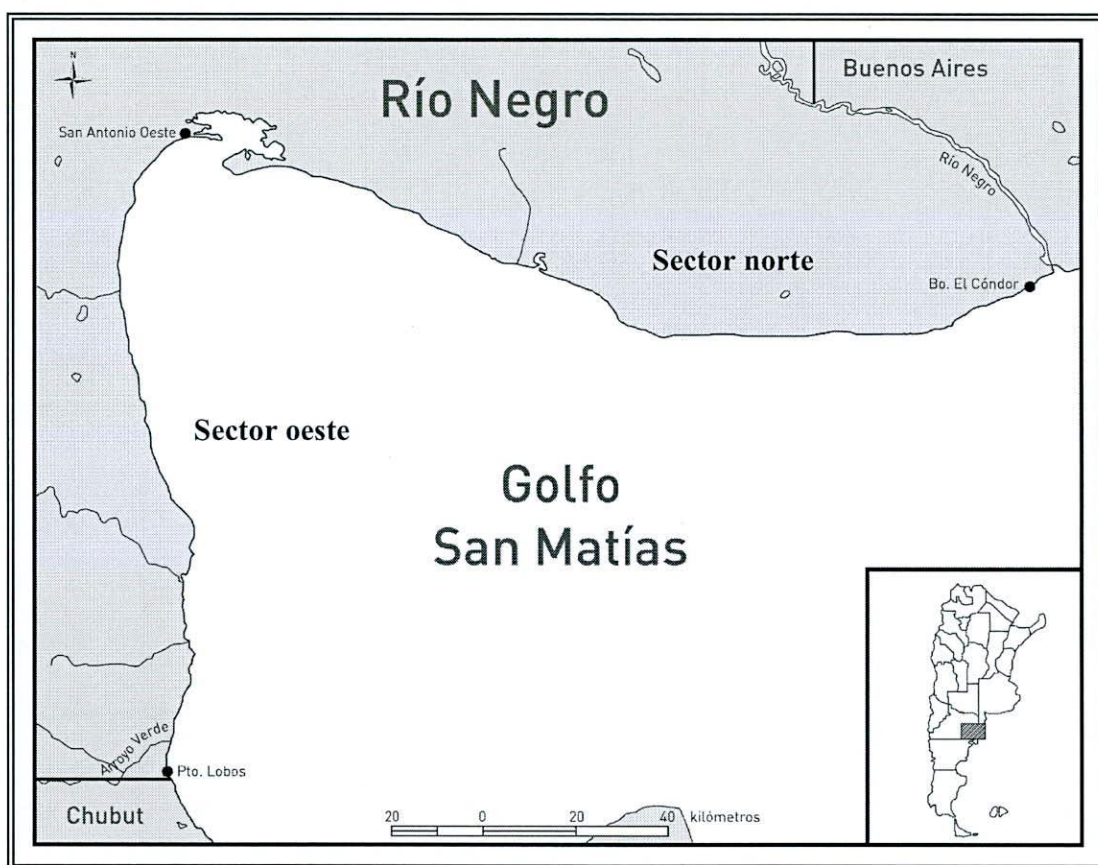 N
Buenos Aires
Río Negro
San Antonio Oeste
Río Negro
Sector norte
Bo. El Cóndor
Sector oeste
Golfo
San Matías
Arroyo Verde
Pto. Lobos
Chubut
20 0 20 40 kilómetros